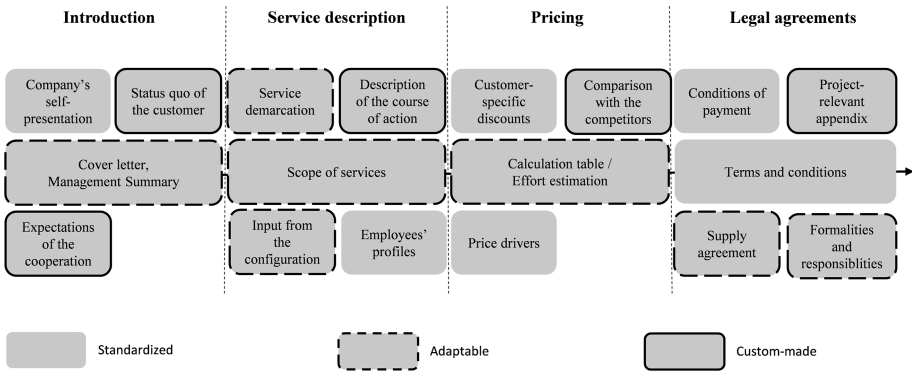 Introduction
Service description
Pricing
Legal agreements
Company's
self-
presentation
Status quo of
the customer
Service
demarcation
Description
of the course
of action
Customer-
specific
discounts
Comparison
with the
competitors
Conditions of
payment
Project-
relevant
appendix
Cover letter,
Management Summary
Scope of services
Calculation table /
Effort estimation
Terms and conditions
Expectations
of the
cooperation
Input from
the
configuration
Employees'
profiles
Price drivers
Supply
agreement
Formalities
and
responsiblities
Standardized
Adaptable
Custom-made